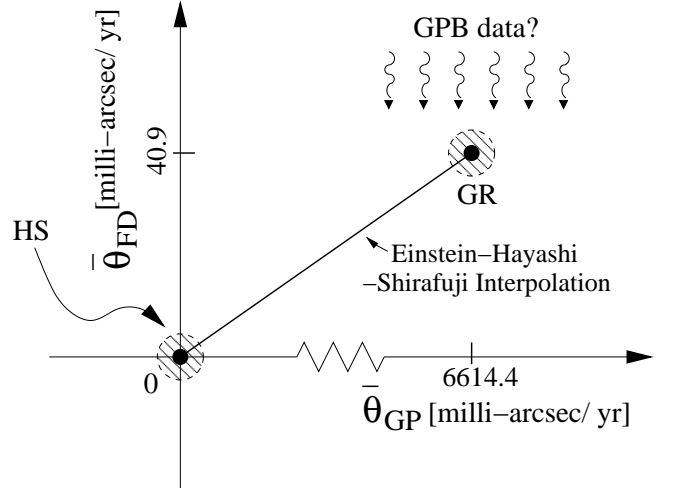 GPB data?
θ̄FD [milli−arcsec/ yr]
40.9
GR
HS
Einstein−Hayashi
−Shirafuji Interpolation
0
6614.4
θ̄GP [milli−arcsec/ yr]